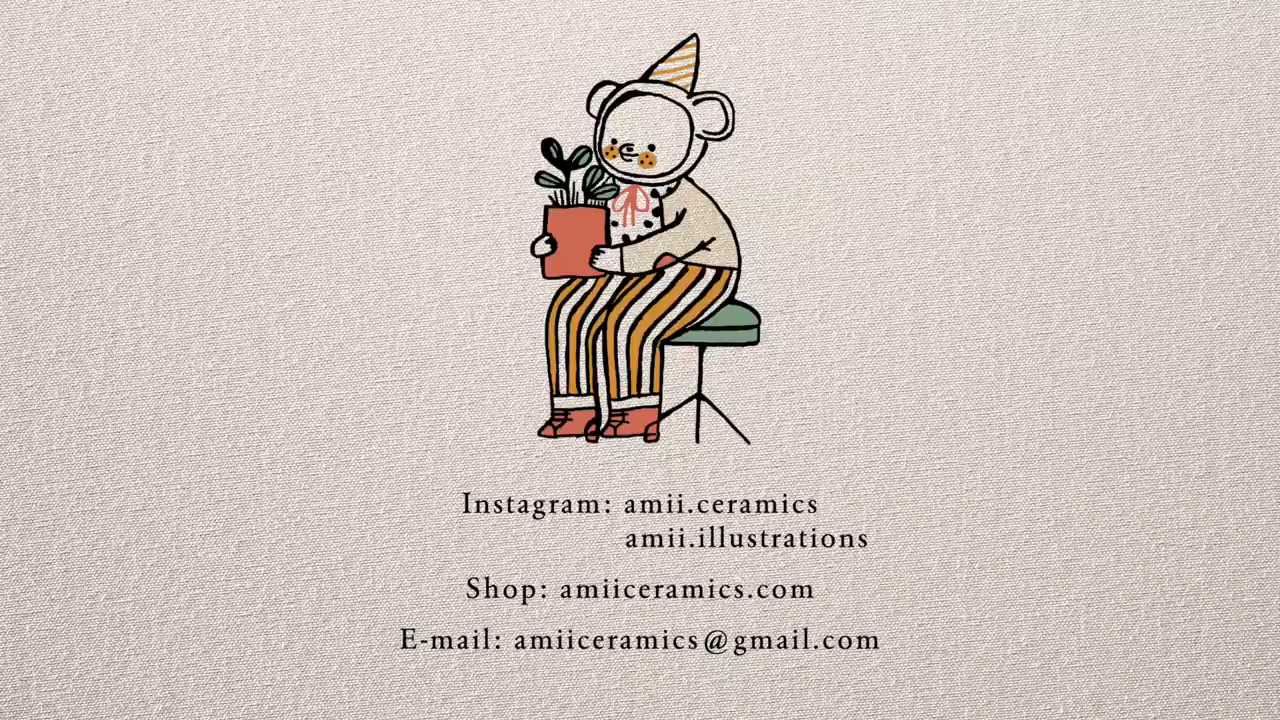 Instagram: amii.ceramics
amii.illustrations
Shop: amiiceramics.com
E-mail: amiiceramics@gmail.com